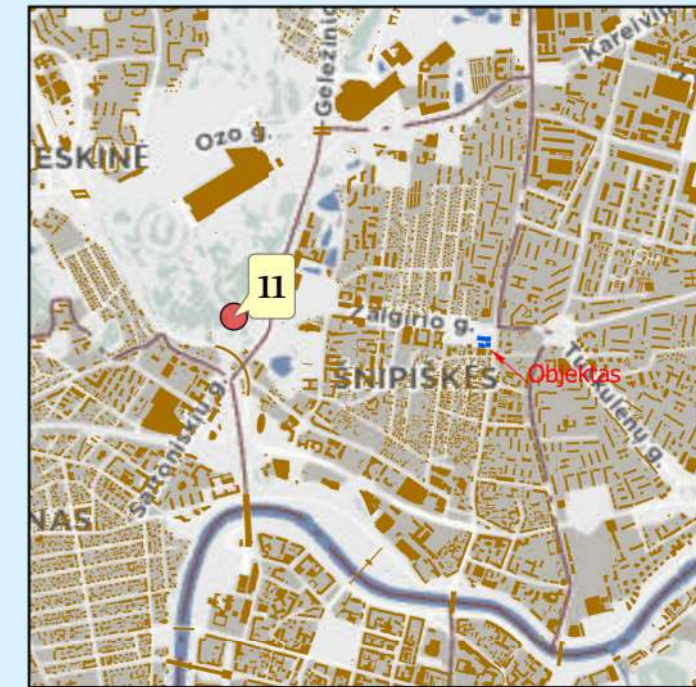 Geležinio
Kareivių
Ozo g.
ESKINĖ
11
Žalgirio g.
ŠNIPIŠKĖS
Objektas
Tuskulėnų g.
Saltoniškių g.
NAS